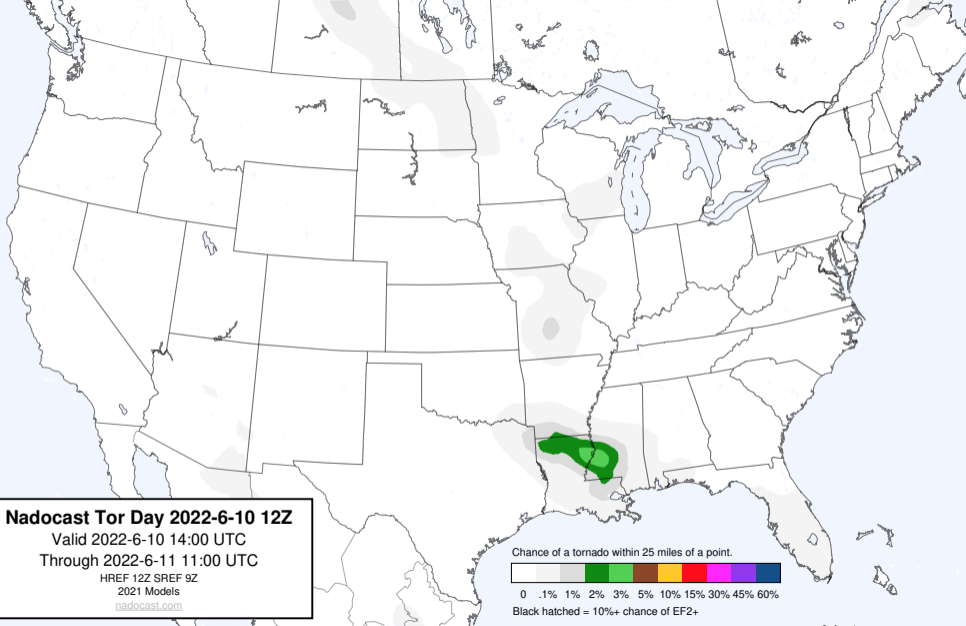 Nadocast Tor Day 2022-6-10 12Z
Valid 2022-6-10 14:00 UTC
Through 2022-6-11 11:00 UTC
HREF 12Z SREF 9Z
2021 Models
nadocast.com
Chance of a tornado within 25 miles of a point.
0 .1% 1% 2% 3% 5% 10% 15% 30% 45% 60%
Black hatched = 10%+ chance of EF2+